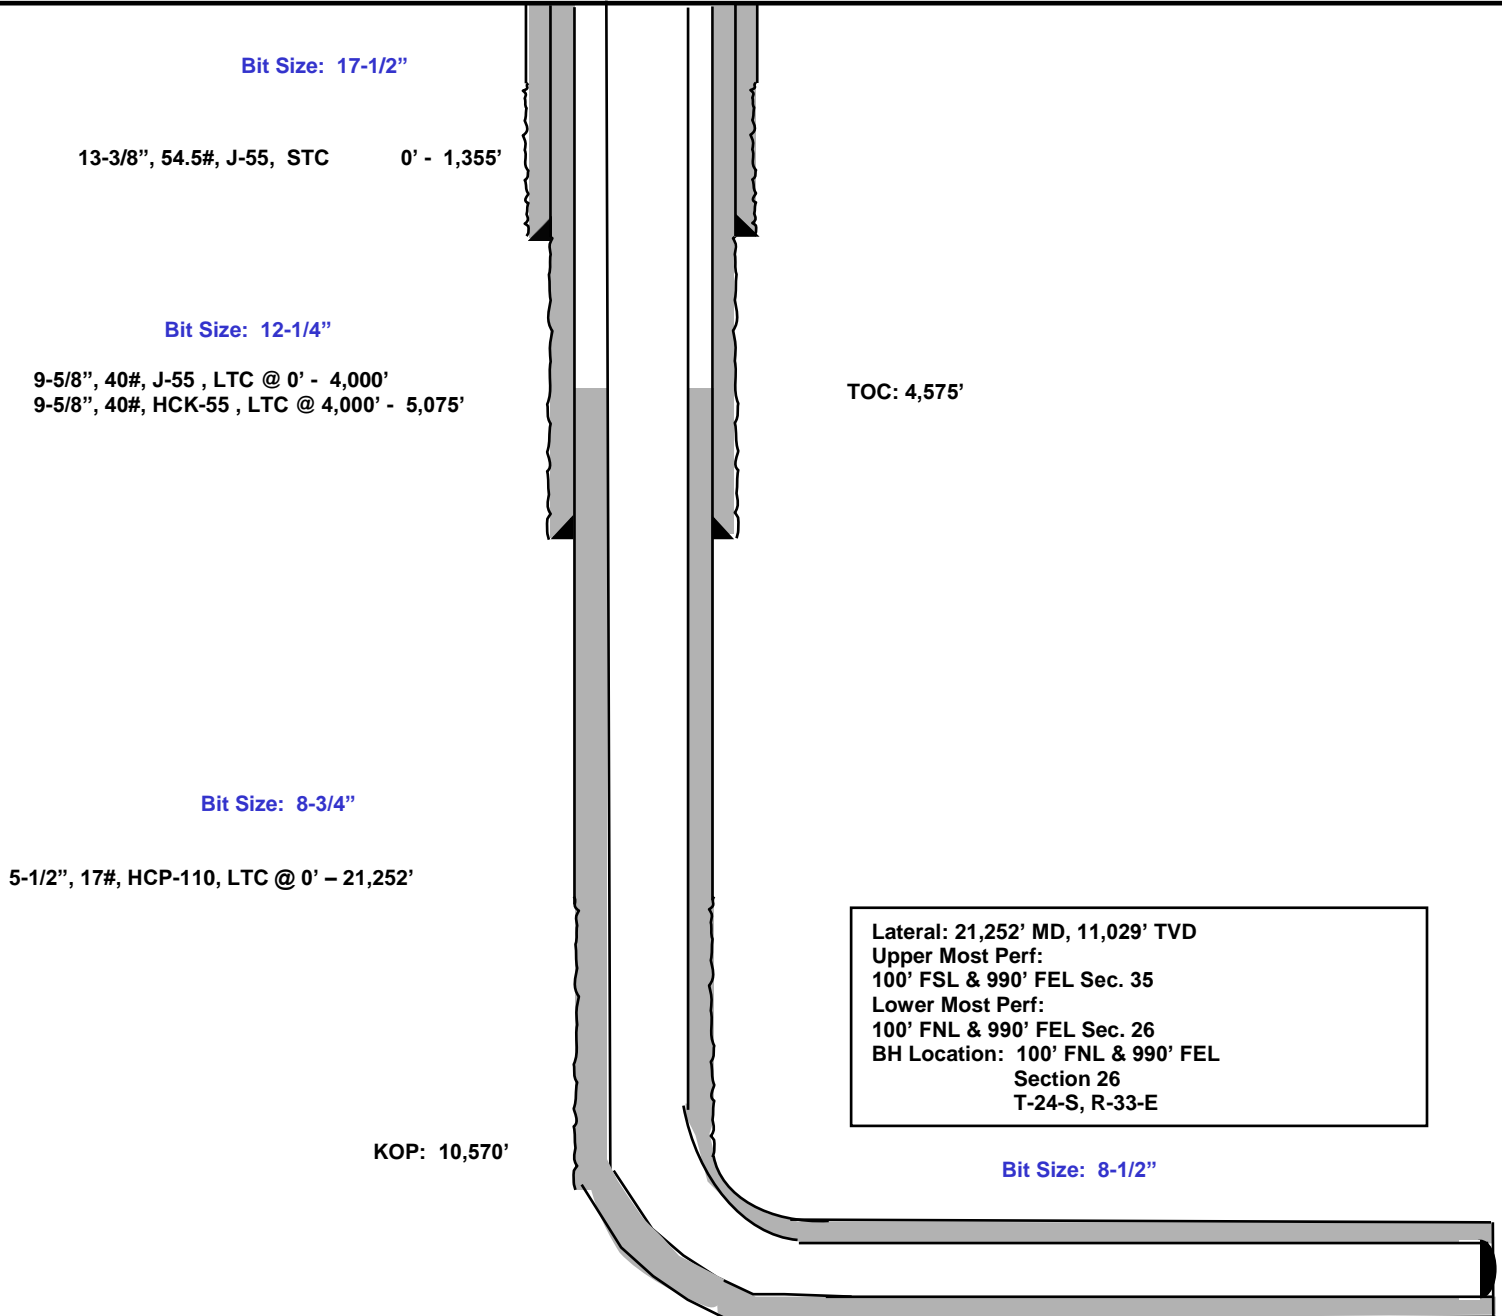 Bit Size: 17-1/2”
13-3/8”, 54.5#, J-55, STC 0’ - 1,355’
Bit Size: 12-1/4”
9-5/8”, 40#, J-55 , LTC @ 0’ - 4,000’
9-5/8”, 40#, HCK-55 , LTC @ 4,000’ - 5,075’
TOC: 4,575’
Bit Size: 8-3/4”
5-1/2”, 17#, HCP-110, LTC @ 0’ – 21,252’
Lateral: 21,252’ MD, 11,029’ TVD
Upper Most Perf:
100’ FSL & 990’ FEL Sec. 35
Lower Most Perf:
100’ FNL & 990’ FEL Sec. 26
BH Location: 100’ FNL & 990’ FEL
Section 26
T-24-S, R-33-E
KOP: 10,570’
Bit Size: 8-1/2”